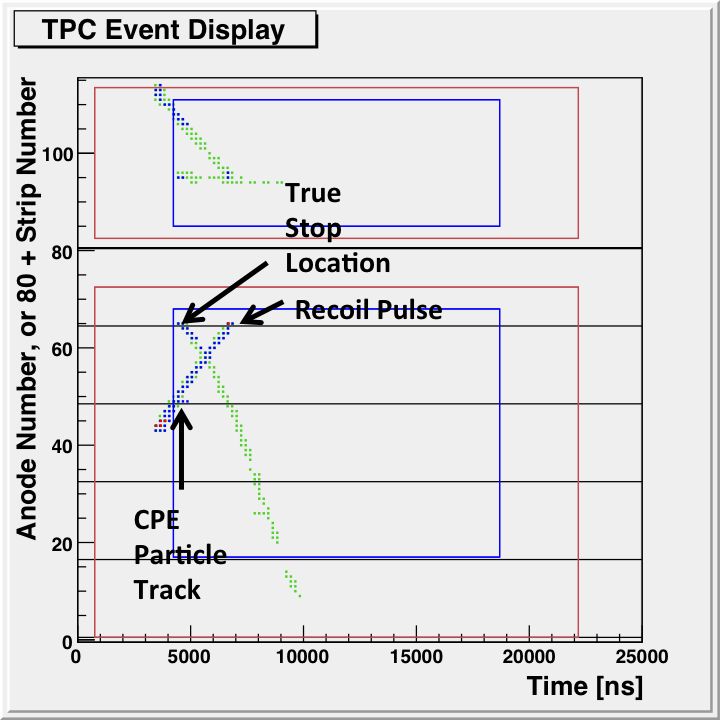 TPC Event Display
Anode Number, or 80 + Strip Number
100
80
60
40
20
0
True
Stop
Location
Recoil Pulse
CPE
Particle
Track
0 5000 10000 15000 20000 25000
Time [ns]